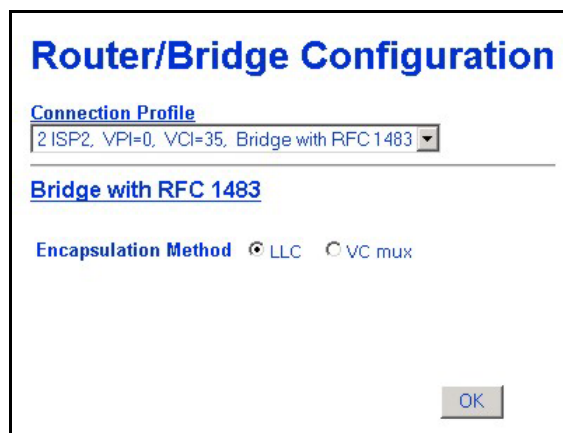 Router/Bridge Configuration
Connection Profile
2 ISP2, VPI=0, VCI=35, Bridge with RFC 1483
Bridge with RFC 1483
Encapsulation Method LLC VC mux
OK